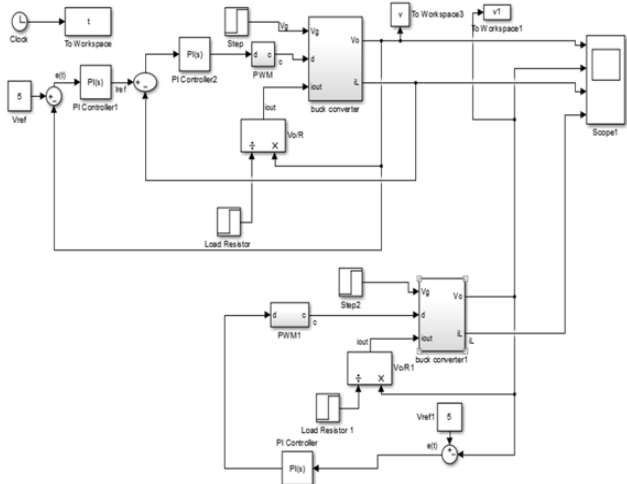 t
Clock
To Workspace
Step
Vg
Vg
d
iout
Vo
iL
buck converter
v
To Workspace3
v1
To Workspace1
Scope1
5
Vref
e(t)
PI(s)
PI Controller1
Iref
PI(s)
PI Controller2
d c
PWM
c
iout
Vo/R
÷ ×
Load Resistor
Step2
Vg
d
iout
Vo
iL
iL
buck converter1
d c
PWM1
c
iout
Vo/R1
÷ ×
Load Resistor 1
Vref1
5
e(t)
PI Controller
PI(s)